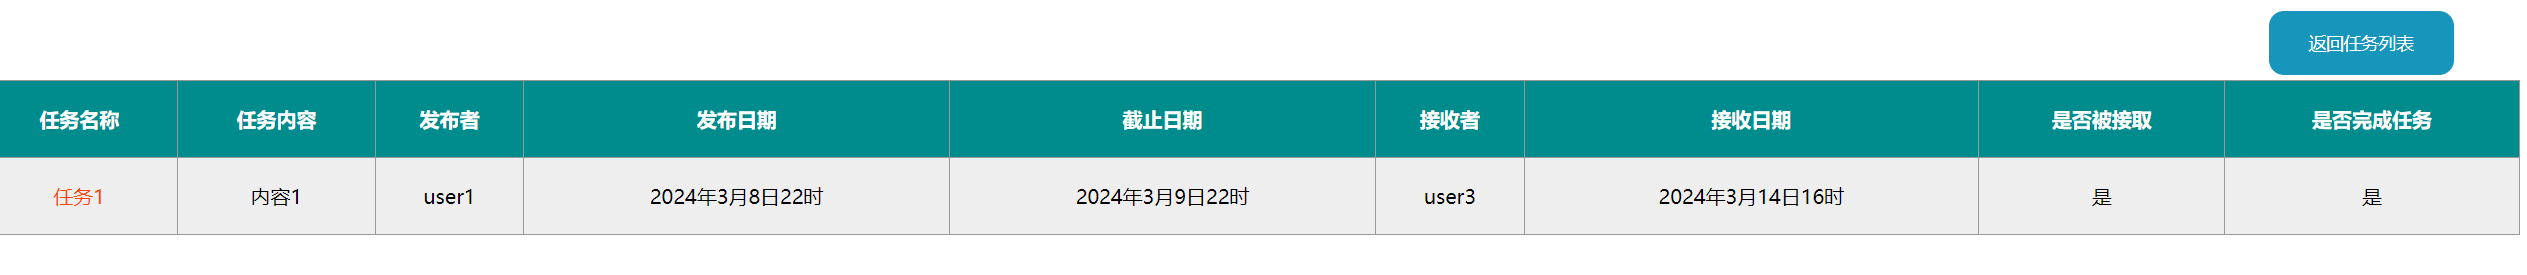 返回任务列表
任务名称 任务内容 发布者 发布日期 截止日期 接收者 接收日期 是否被接取 是否完成任务
任务1 内容1 user1 2024年3月8日22时 2024年3月9日22时 user3 2024年3月14日16时 是 是